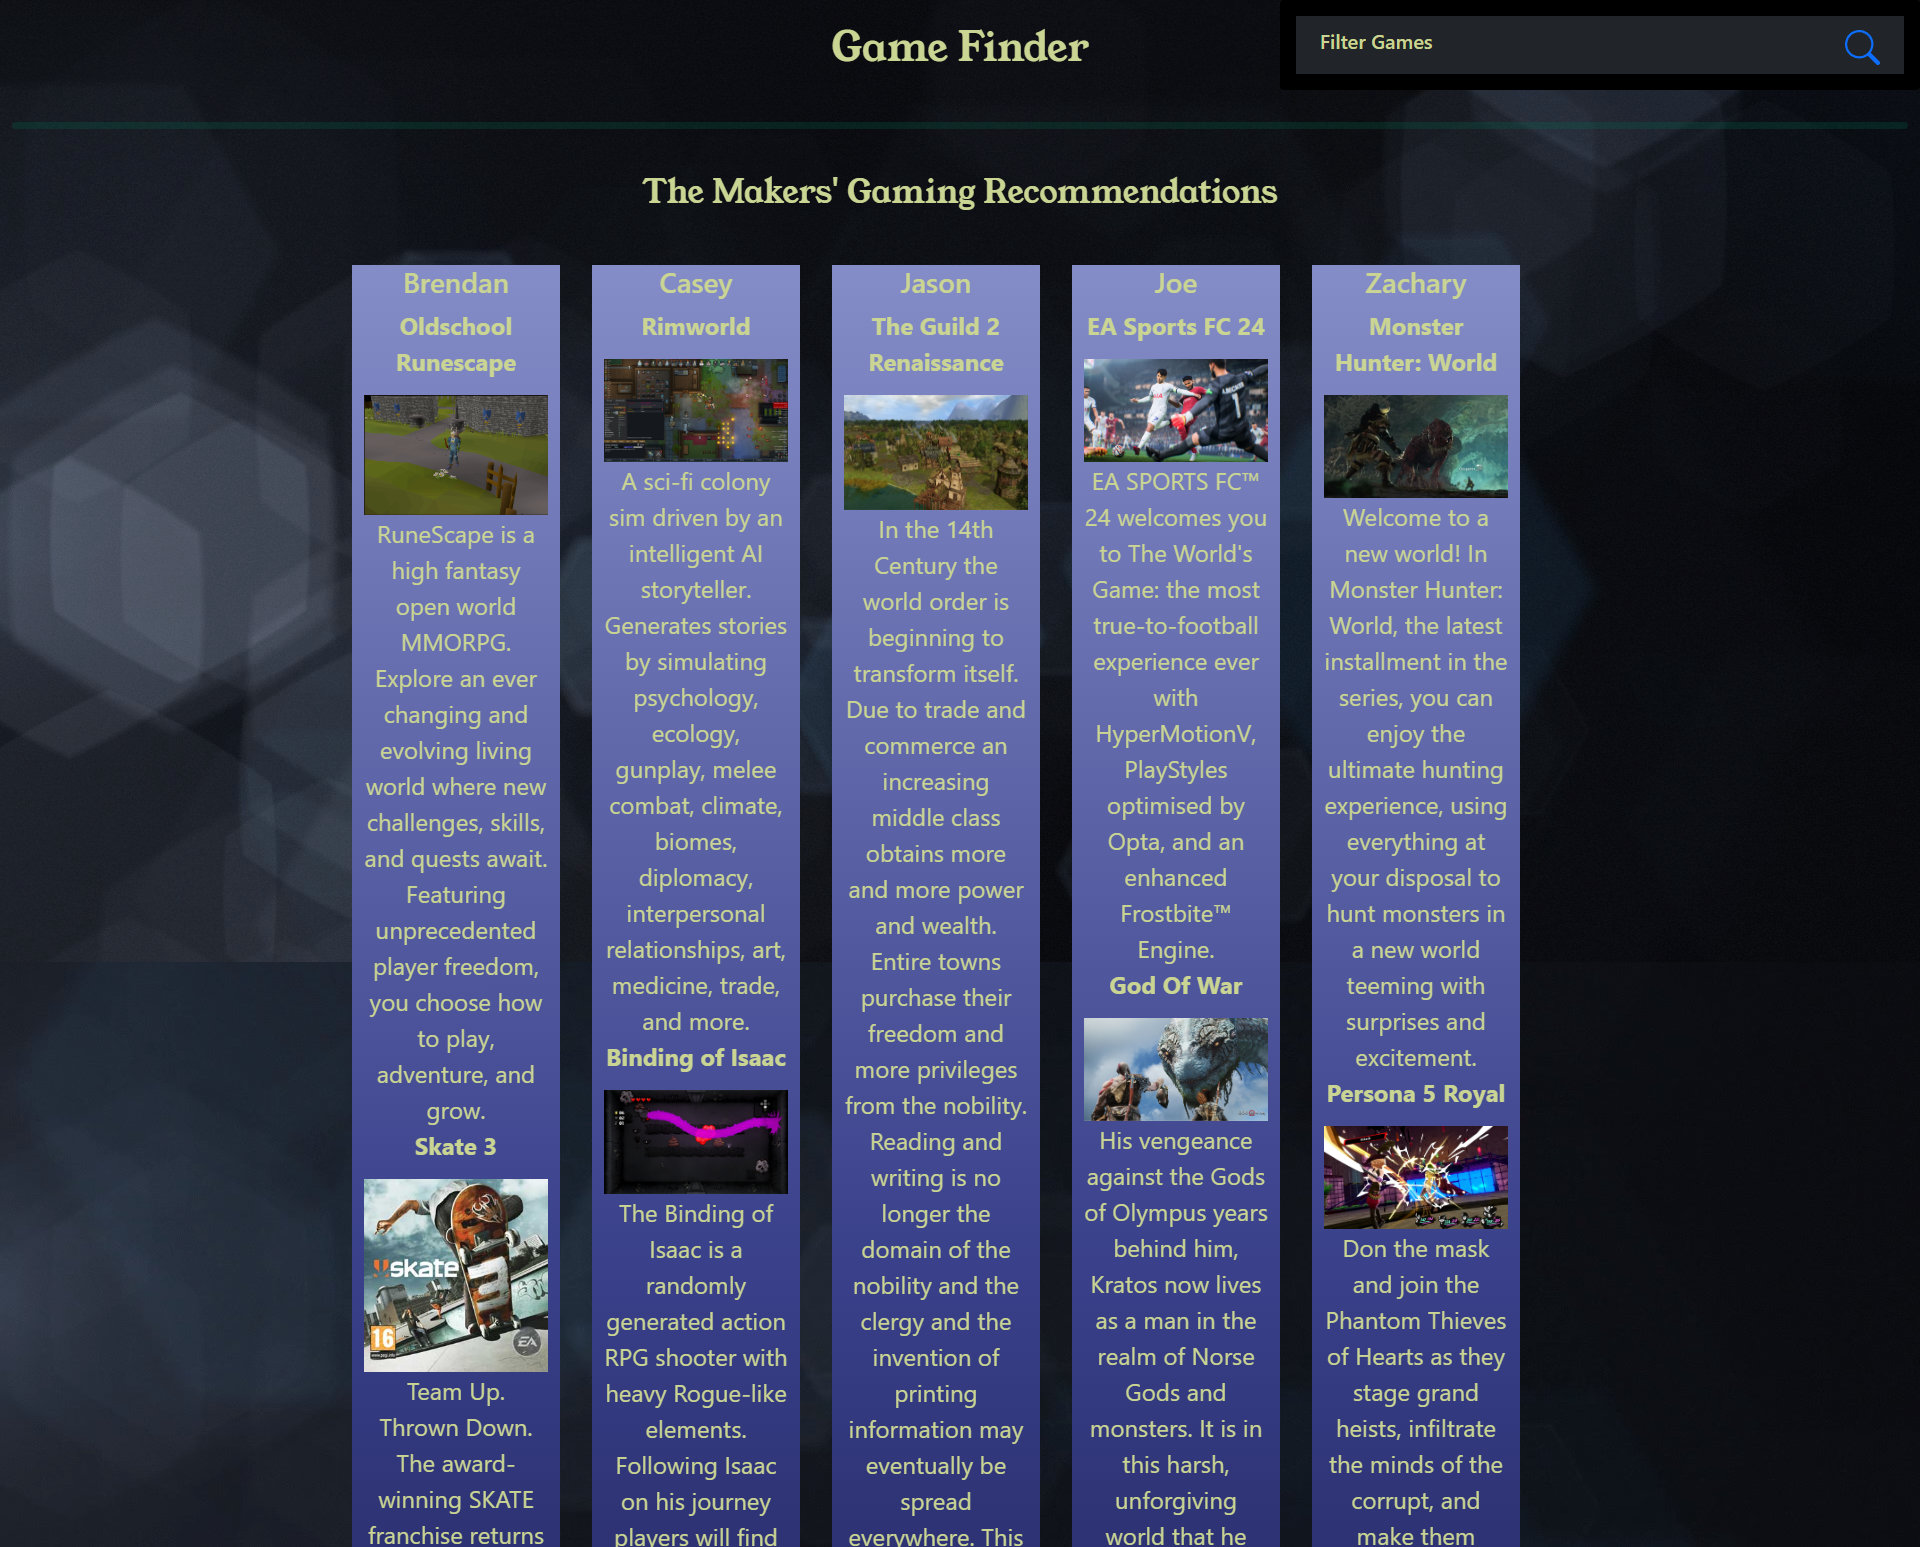 Game Finder
Filter Games
The Makers' Gaming Recommendations
Brendan
Oldschool
Runescape
RuneScape is a
high fantasy
open world
MMORPG.
Explore an ever
changing and
evolving living
world where new
challenges, skills,
and quests await.
Featuring
unprecedented
player freedom,
you choose how
to play,
adventure, and
grow.
Skate 3
skate
16
EA
Team Up.
Thrown Down.
The award-
winning SKATE
franchise returns
Casey
Rimworld
A sci-fi colony
sim driven by an
intelligent AI
storyteller.
Generates stories
by simulating
psychology,
ecology,
gunplay, melee
combat, climate,
biomes,
diplomacy,
interpersonal
relationships, art,
medicine, trade,
and more.
Binding of Isaac
The Binding of
Isaac is a
randomly
generated action
RPG shooter with
heavy Rogue-like
elements.
Following Isaac
on his journey
players will find
Jason
The Guild 2
Renaissance
In the 14th
Century the
world order is
beginning to
transform itself.
Due to trade and
commerce an
increasing
middle class
obtains more
and more power
and wealth.
Entire towns
purchase their
freedom and
more privileges
from the nobility.
Reading and
writing is no
longer the
domain of the
nobility and the
clergy and the
invention of
printing
information may
eventually be
spread
everywhere. This
Joe
EA Sports FC 24
EA SPORTS FC™
24 welcomes you
to The World's
Game: the most
true-to-football
experience ever
with
HyperMotionV,
PlayStyles
optimised by
Opta, and an
enhanced
Frostbite™
Engine.
God Of War
His vengeance
against the Gods
of Olympus years
behind him,
Kratos now lives
as a man in the
realm of Norse
Gods and
monsters. It is in
this harsh,
unforgiving
world that he
Zachary
Monster
Hunter: World
Welcome to a
new world! In
Monster Hunter:
World, the latest
installment in the
series, you can
enjoy the
ultimate hunting
experience, using
everything at
your disposal to
hunt monsters in
a new world
teeming with
surprises and
excitement.
Persona 5 Royal
Don the mask
and join the
Phantom Thieves
of Hearts as they
stage grand
heists, infiltrate
the minds of the
corrupt, and
make them